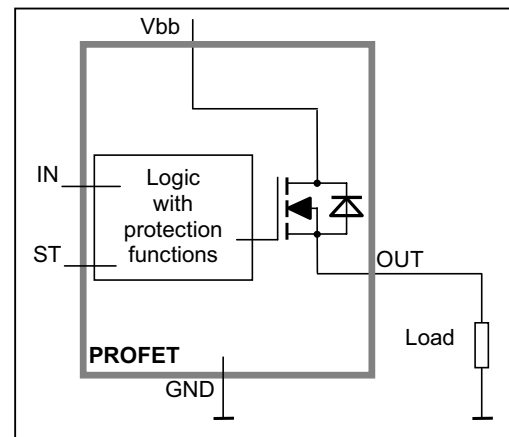 Vbb
IN
Logic
with
protection
functions
ST
OUT
Load
PROFET
GND